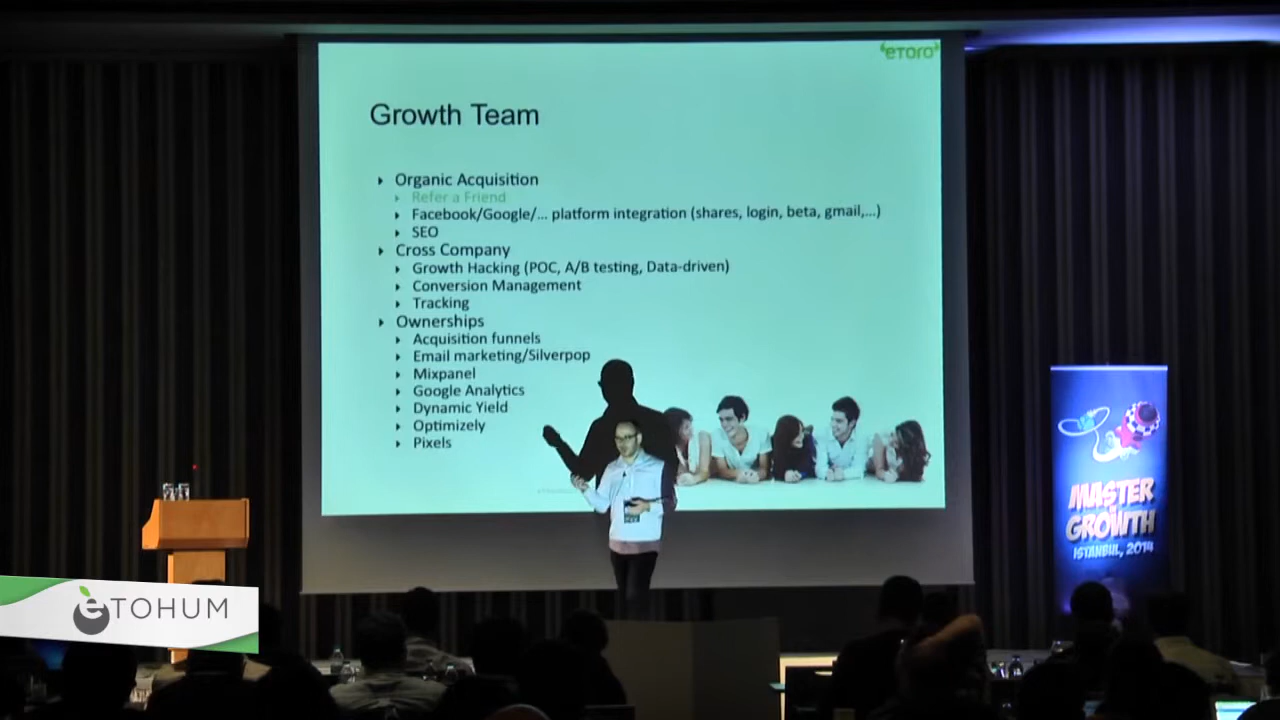 eToro
Growth Team
Organic Acquisition
Refer a Friend
Facebook/Google/... platform integration (shares, login, beta, gmail,...)
SEO
Cross Company
Growth Hacking (POC, A/B testing, Data-driven)
Conversion Management
Tracking
Ownerships
Acquisition funnels
Email marketing/Silverpop
Mixpanel
Google Analytics
Dynamic Yield
Optimizely
Pixels
MASTER
GROWTH
ISTANBUL, 2014
eTOHUM